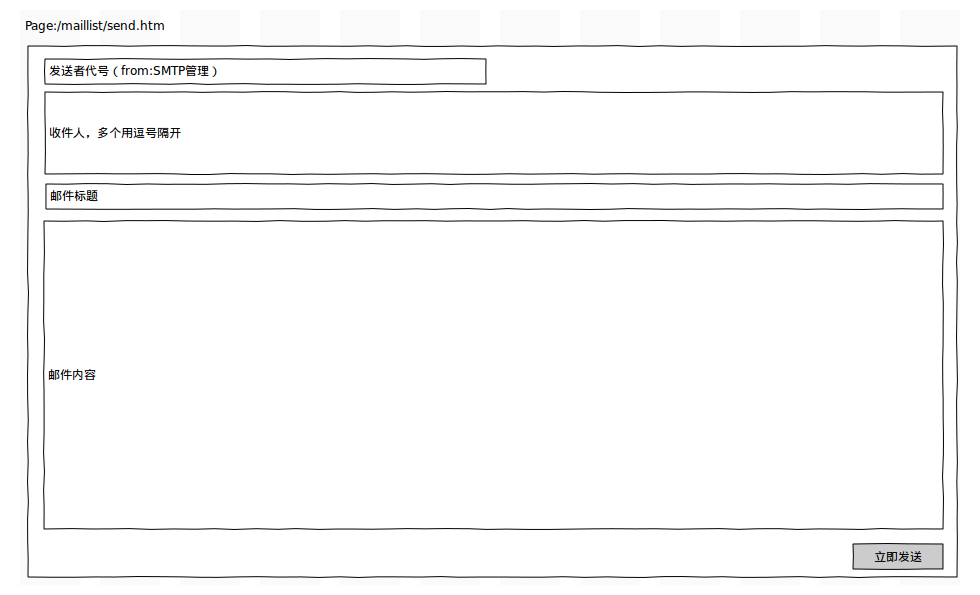 Page:/maillist/send.htm
发送者代号（from:SMTP管理）
收件人，多个用逗号隔开
邮件标题
邮件内容
立即发送